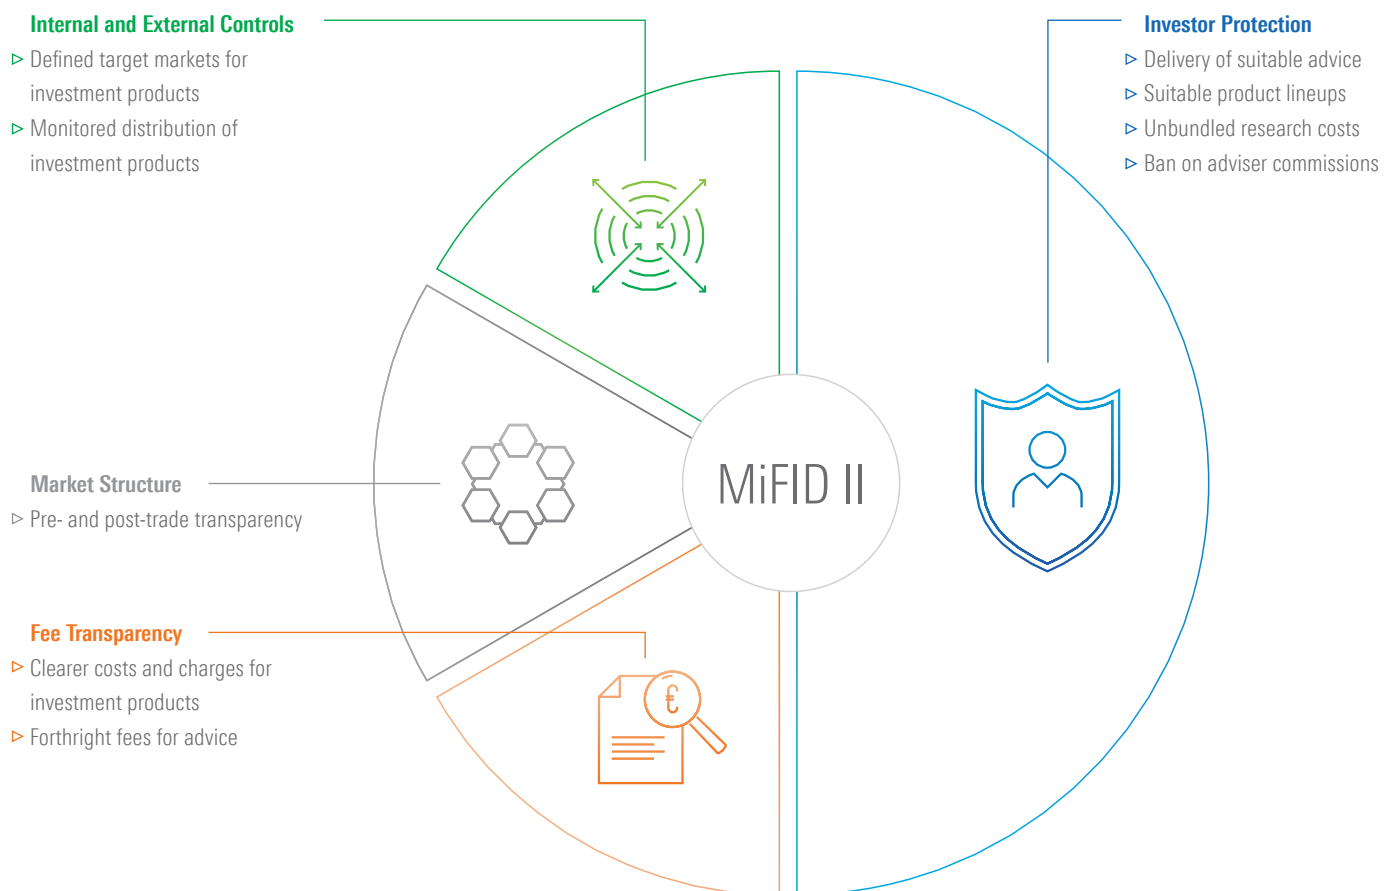 Internal and External Controls
▷ Defined target markets for
investment products
▷ Monitored distribution of
investment products
Investor Protection
▷ Delivery of suitable advice
▷ Suitable product lineups
▷ Unbundled research costs
▷ Ban on adviser commissions
MiFID II
Market Structure
▷ Pre- and post-trade transparency
Fee Transparency
▷ Clearer costs and charges for
investment products
▷ Forthright fees for advice
€